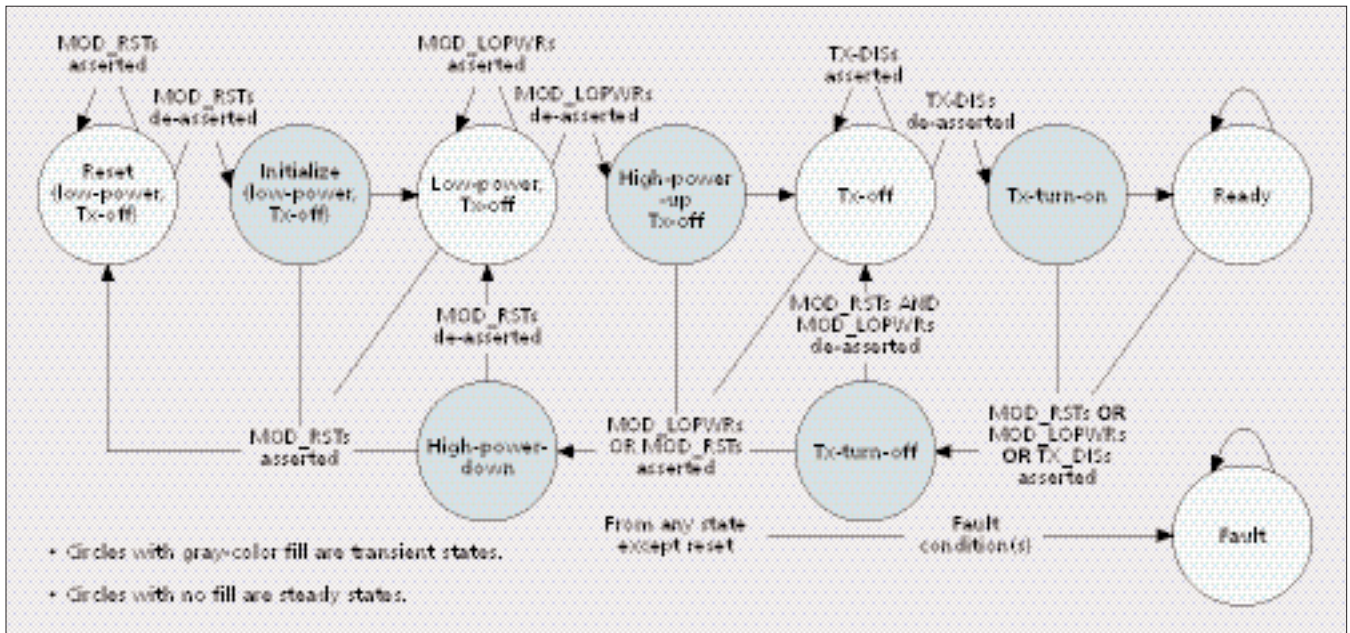 MOD_RSTs
asserted
MOD_RSTs
de-asserted
MOD_LOPWRs
asserted
MOD_LOPWRs
de-asserted
TX-DISs
asserted
TX-DISs
de-asserted
Reset
(low-power,
Tx-off)
Initialize
(low-power,
Tx-off)
Low-power,
Tx-off
High-power
-up
Tx-off
Tx-off
Tx-turn-on
Ready
MOD_RSTs
de-asserted
MOD_RSTs AND
MOD_LOPWRs
de-asserted
MOD_RSTs
asserted
High-power-
down
MOD_LOPWRs
OR MOD_RSTs
asserted
Tx-turn-off
MOD_RSTs OR
MOD_LOPWRs
OR TX_DISs
asserted
From any state
except reset
Fault
condition(s)
Fault
• Circles with gray-color fill are transient states.
• Circles with no fill are steady states.